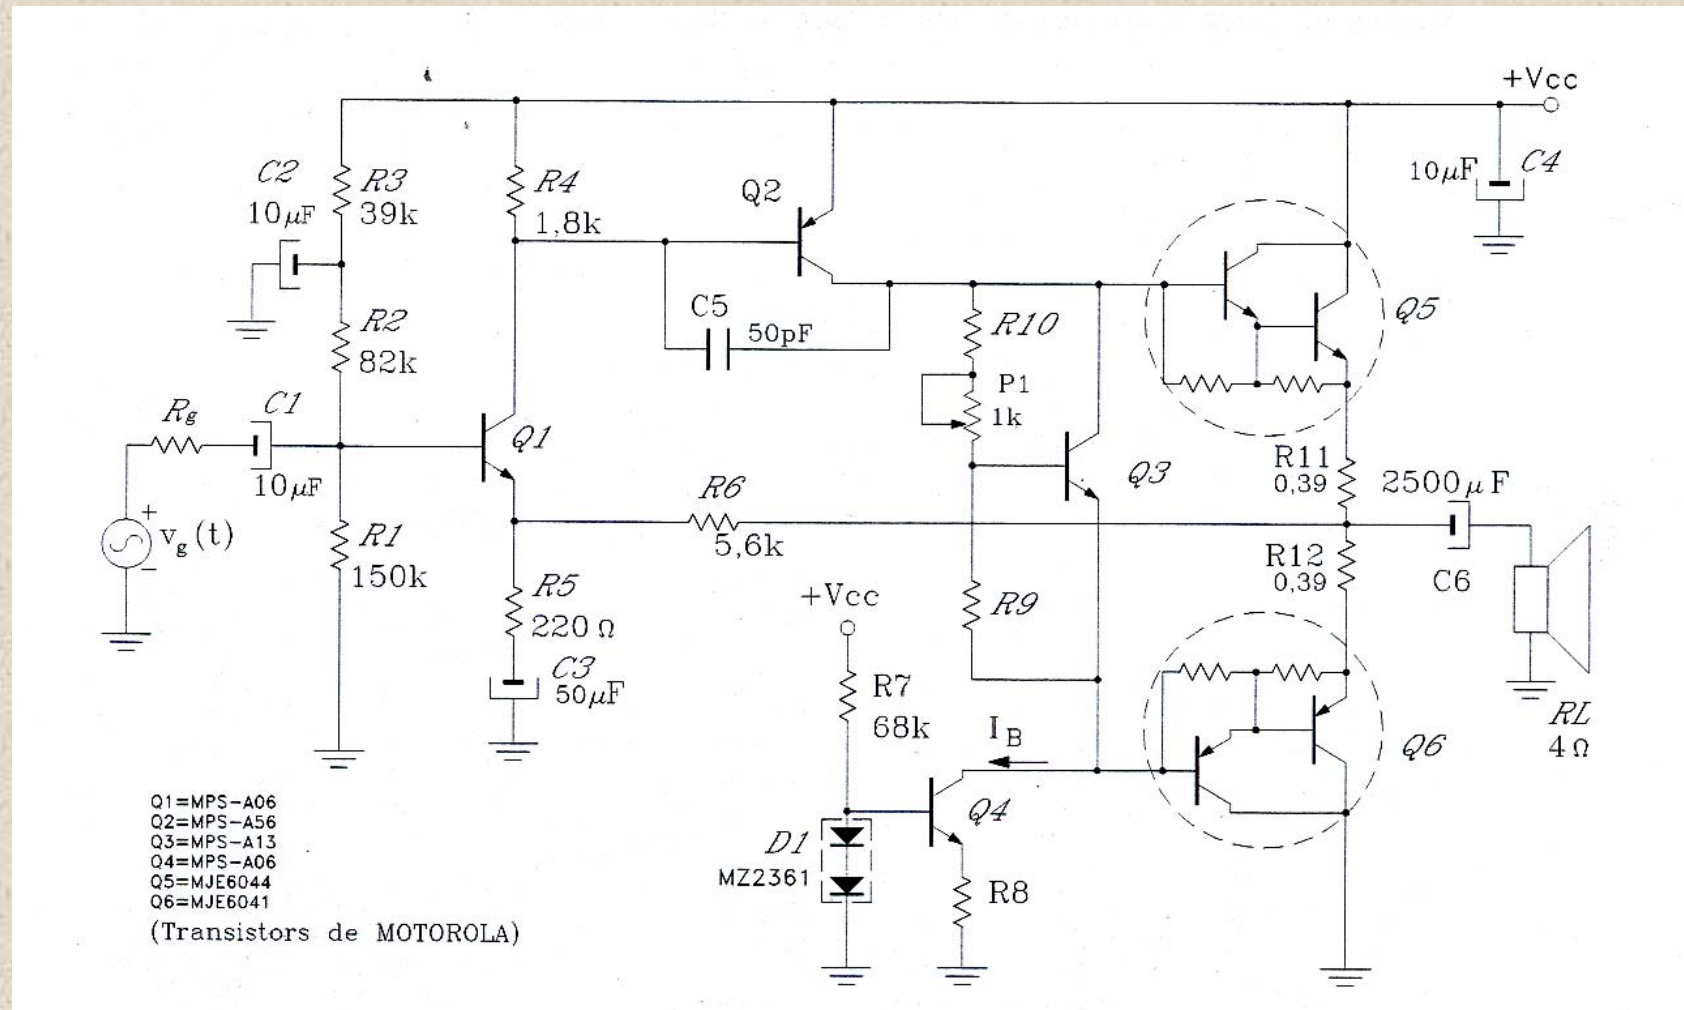 +Vcc
C2
10μF
R3
39k
R4
1,8k
Q2
10μF
C4
R2
82k
C5
50pF
R10
P1
1k
Q5
Rg
C1
10μF
Q1
Q3
R11
0,39
2500μF
+
vg(t)
−
R1
150k
R6
5,6k
R12
0,39
C6
R5
220 Ω
C3
50μF
+Vcc
R9
R7
68k
IB
Q6
RL
4Ω
Q4
D1
MZ2361
R8
Q1=MPS-A06
Q2=MPS-A56
Q3=MPS-A13
Q4=MPS-A06
Q5=MJE6044
Q6=MJE6041
(Transistors de MOTOROLA)